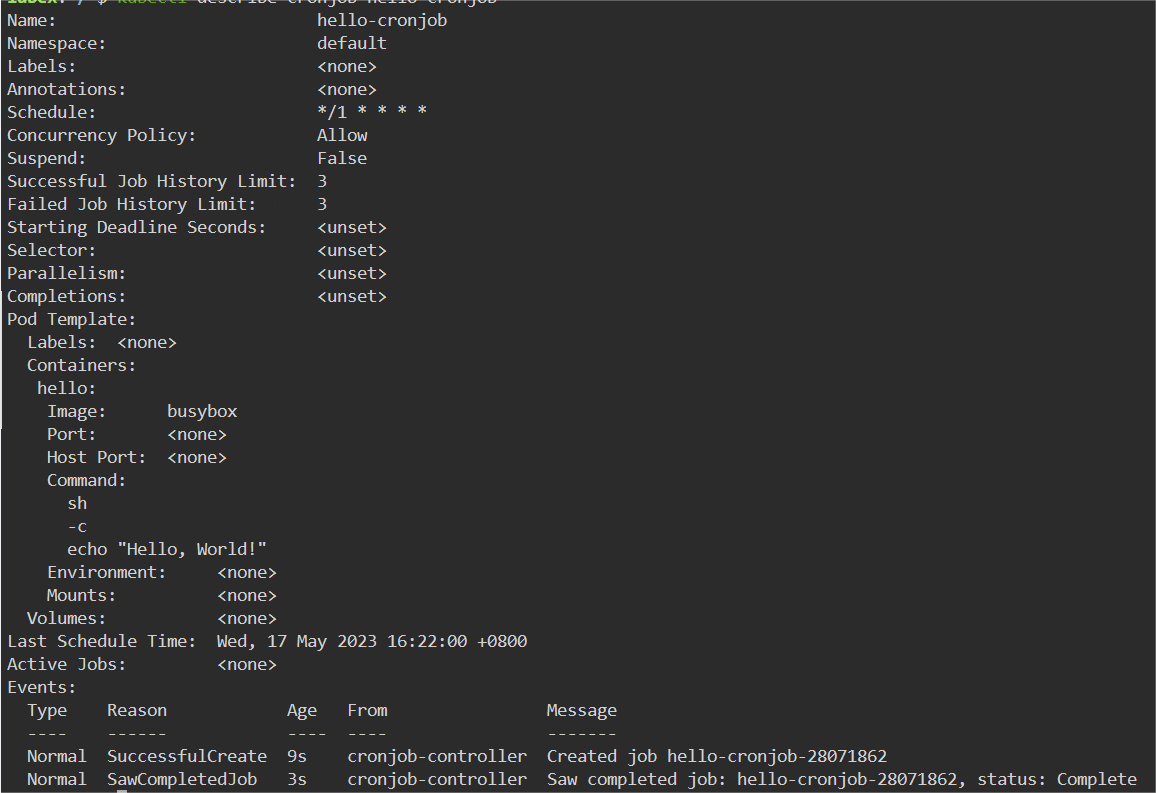 labex:~/ $ kubectl describe cronjob hello-cronjob
Name:                          hello-cronjob
Namespace:                     default
Labels:                        <none>
Annotations:                   <none>
Schedule:                      */1 * * * *
Concurrency Policy:            Allow
Suspend:                       False
Successful Job History Limit:  3
Failed Job History Limit:      3
Starting Deadline Seconds:     <unset>
Selector:                      <unset>
Parallelism:                   <unset>
Completions:                   <unset>
Pod Template:
  Labels:  <none>
  Containers:
   hello:
    Image:      busybox
    Port:       <none>
    Host Port:  <none>
    Command:
      sh
      -c
      echo "Hello, World!"
    Environment:     <none>
    Mounts:          <none>
  Volumes:           <none>
Last Schedule Time:  Wed, 17 May 2023 16:22:00 +0800
Active Jobs:         <none>
Events:
  Type    Reason            Age   From                Message
  ----    ------            ----  ----                -------
  Normal  SuccessfulCreate  9s    cronjob-controller  Created job hello-cronjob-28071862
  Normal  SawCompletedJob   3s    cronjob-controller  Saw completed job: hello-cronjob-28071862, status: Complete